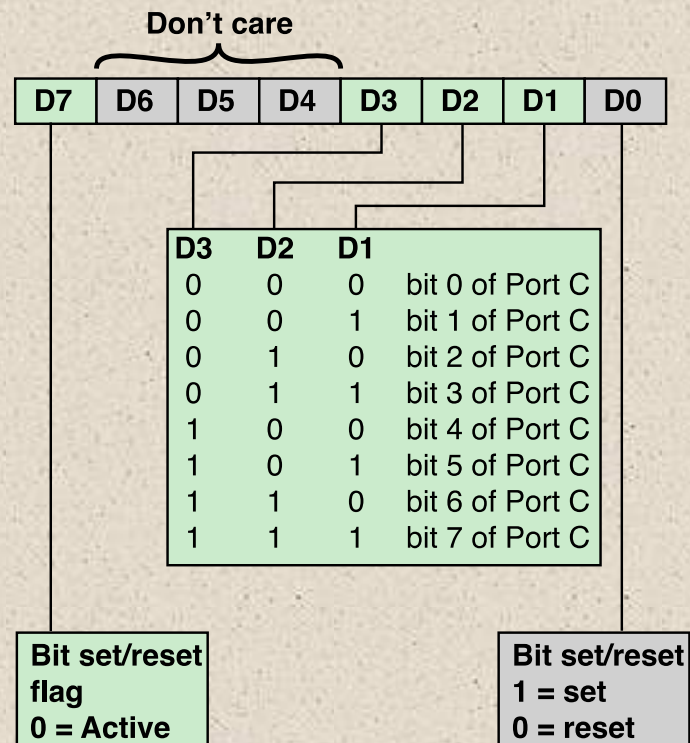 Don't care
D7 D6 D5 D4 D3 D2 D1 D0
D3 D2 D1
0 0 0 bit 0 of Port C
0 0 1 bit 1 of Port C
0 1 0 bit 2 of Port C
0 1 1 bit 3 of Port C
1 0 0 bit 4 of Port C
1 0 1 bit 5 of Port C
1 1 0 bit 6 of Port C
1 1 1 bit 7 of Port C
Bit set/reset
flag
0 = Active
Bit set/reset
1 = set
0 = reset